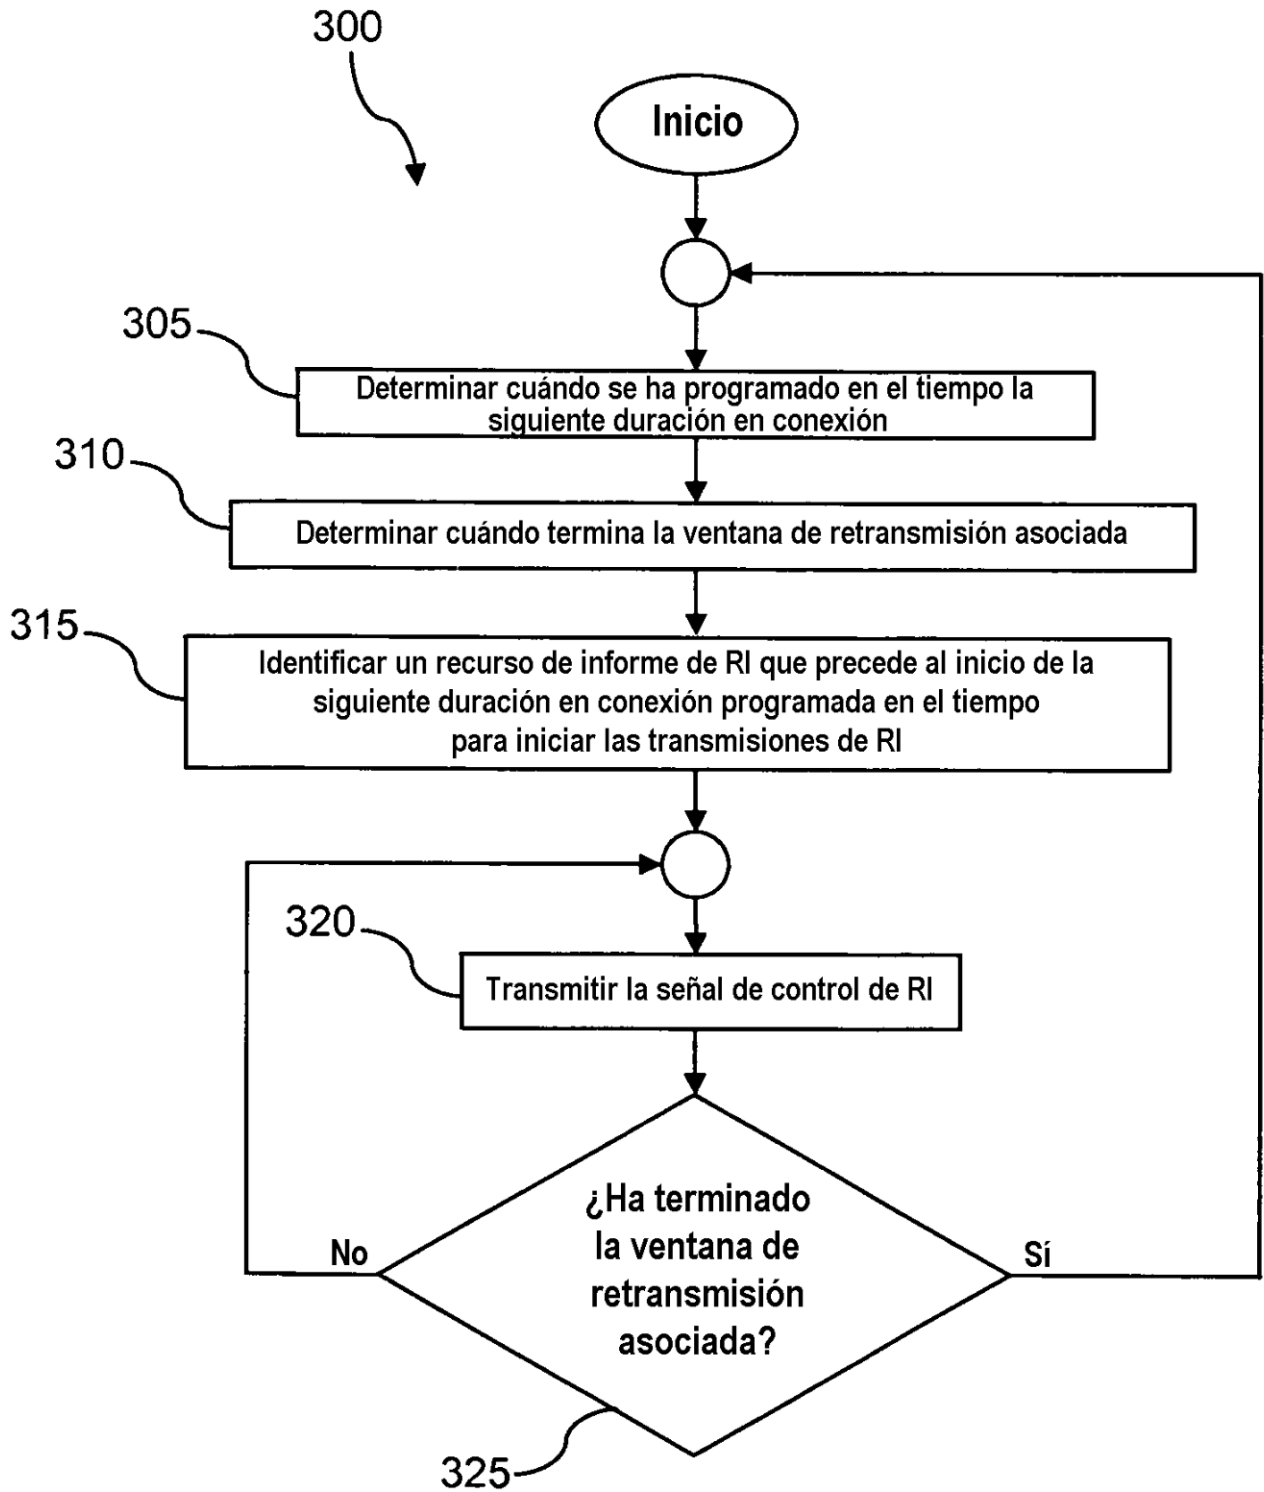 300
Inicio
305
Determinar cuándo se ha programado en el tiempo la
siguiente duración en conexión
310
Determinar cuándo termina la ventana de retransmisión asociada
315
Identificar un recurso de informe de RI que precede al inicio de la
siguiente duración en conexión programada en el tiempo
para iniciar las transmisiones de RI
320
Transmitir la señal de control de RI
¿Ha terminado
la ventana de
retransmisión
asociada?
No
Sí
325